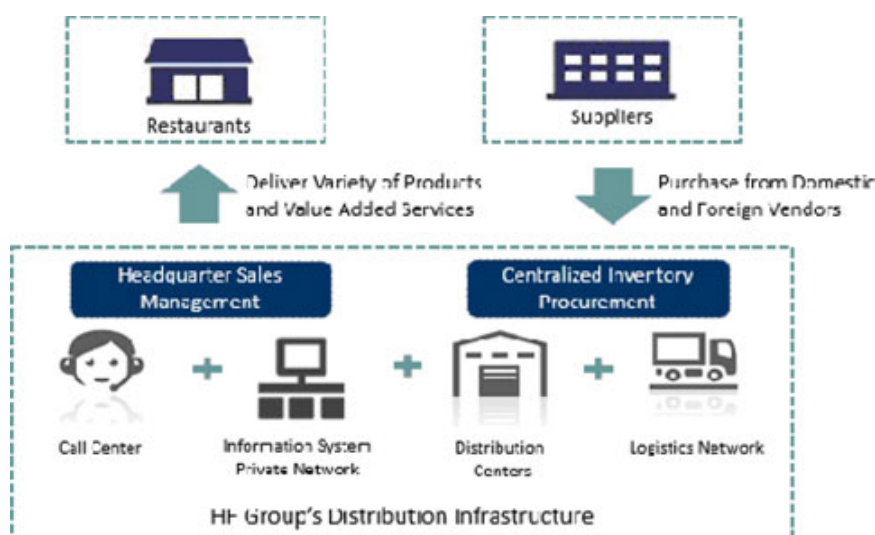 Restaurants
Suppliers
Deliver Variety of Products
and Value Added Services
Purchase from Domestic
and Foreign Vendors
Headquarter Sales
Management
Centralized Inventory
Procurement
Call Center
Information System
Private Network
Distribution
Centers
Logistics Network
HF Group's Distribution Infrastructure